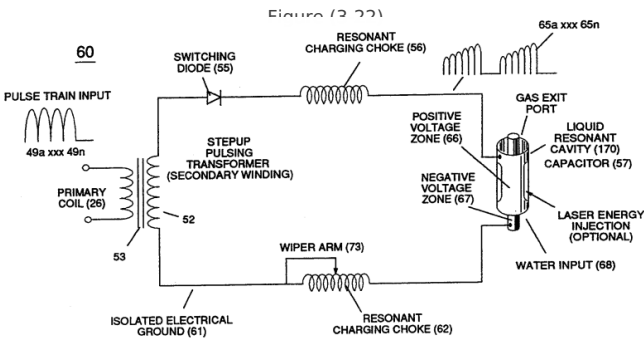 Figure (3.22)
60
65a xxx 65n
RESONANT
CHARGING CHOKE (56)
SWITCHING
DIODE (55)
PULSE TRAIN INPUT
49a xxx 49n
GAS EXIT
PORT
POSITIVE
VOLTAGE
ZONE (66)
LIQUID
RESONANT
CAVITY (170)
CAPACITOR (57)
STEPUP
PULSING
TRANSFORMER
(SECONDARY WINDING)
NEGATIVE
VOLTAGE
ZONE (67)
PRIMARY
COIL (26)
52
53
LASER ENERGY
INJECTION
(OPTIONAL)
WIPER ARM (73)
WATER INPUT (68)
ISOLATED ELECTRICAL
GROUND (61)
RESONANT
CHARGING CHOKE (62)